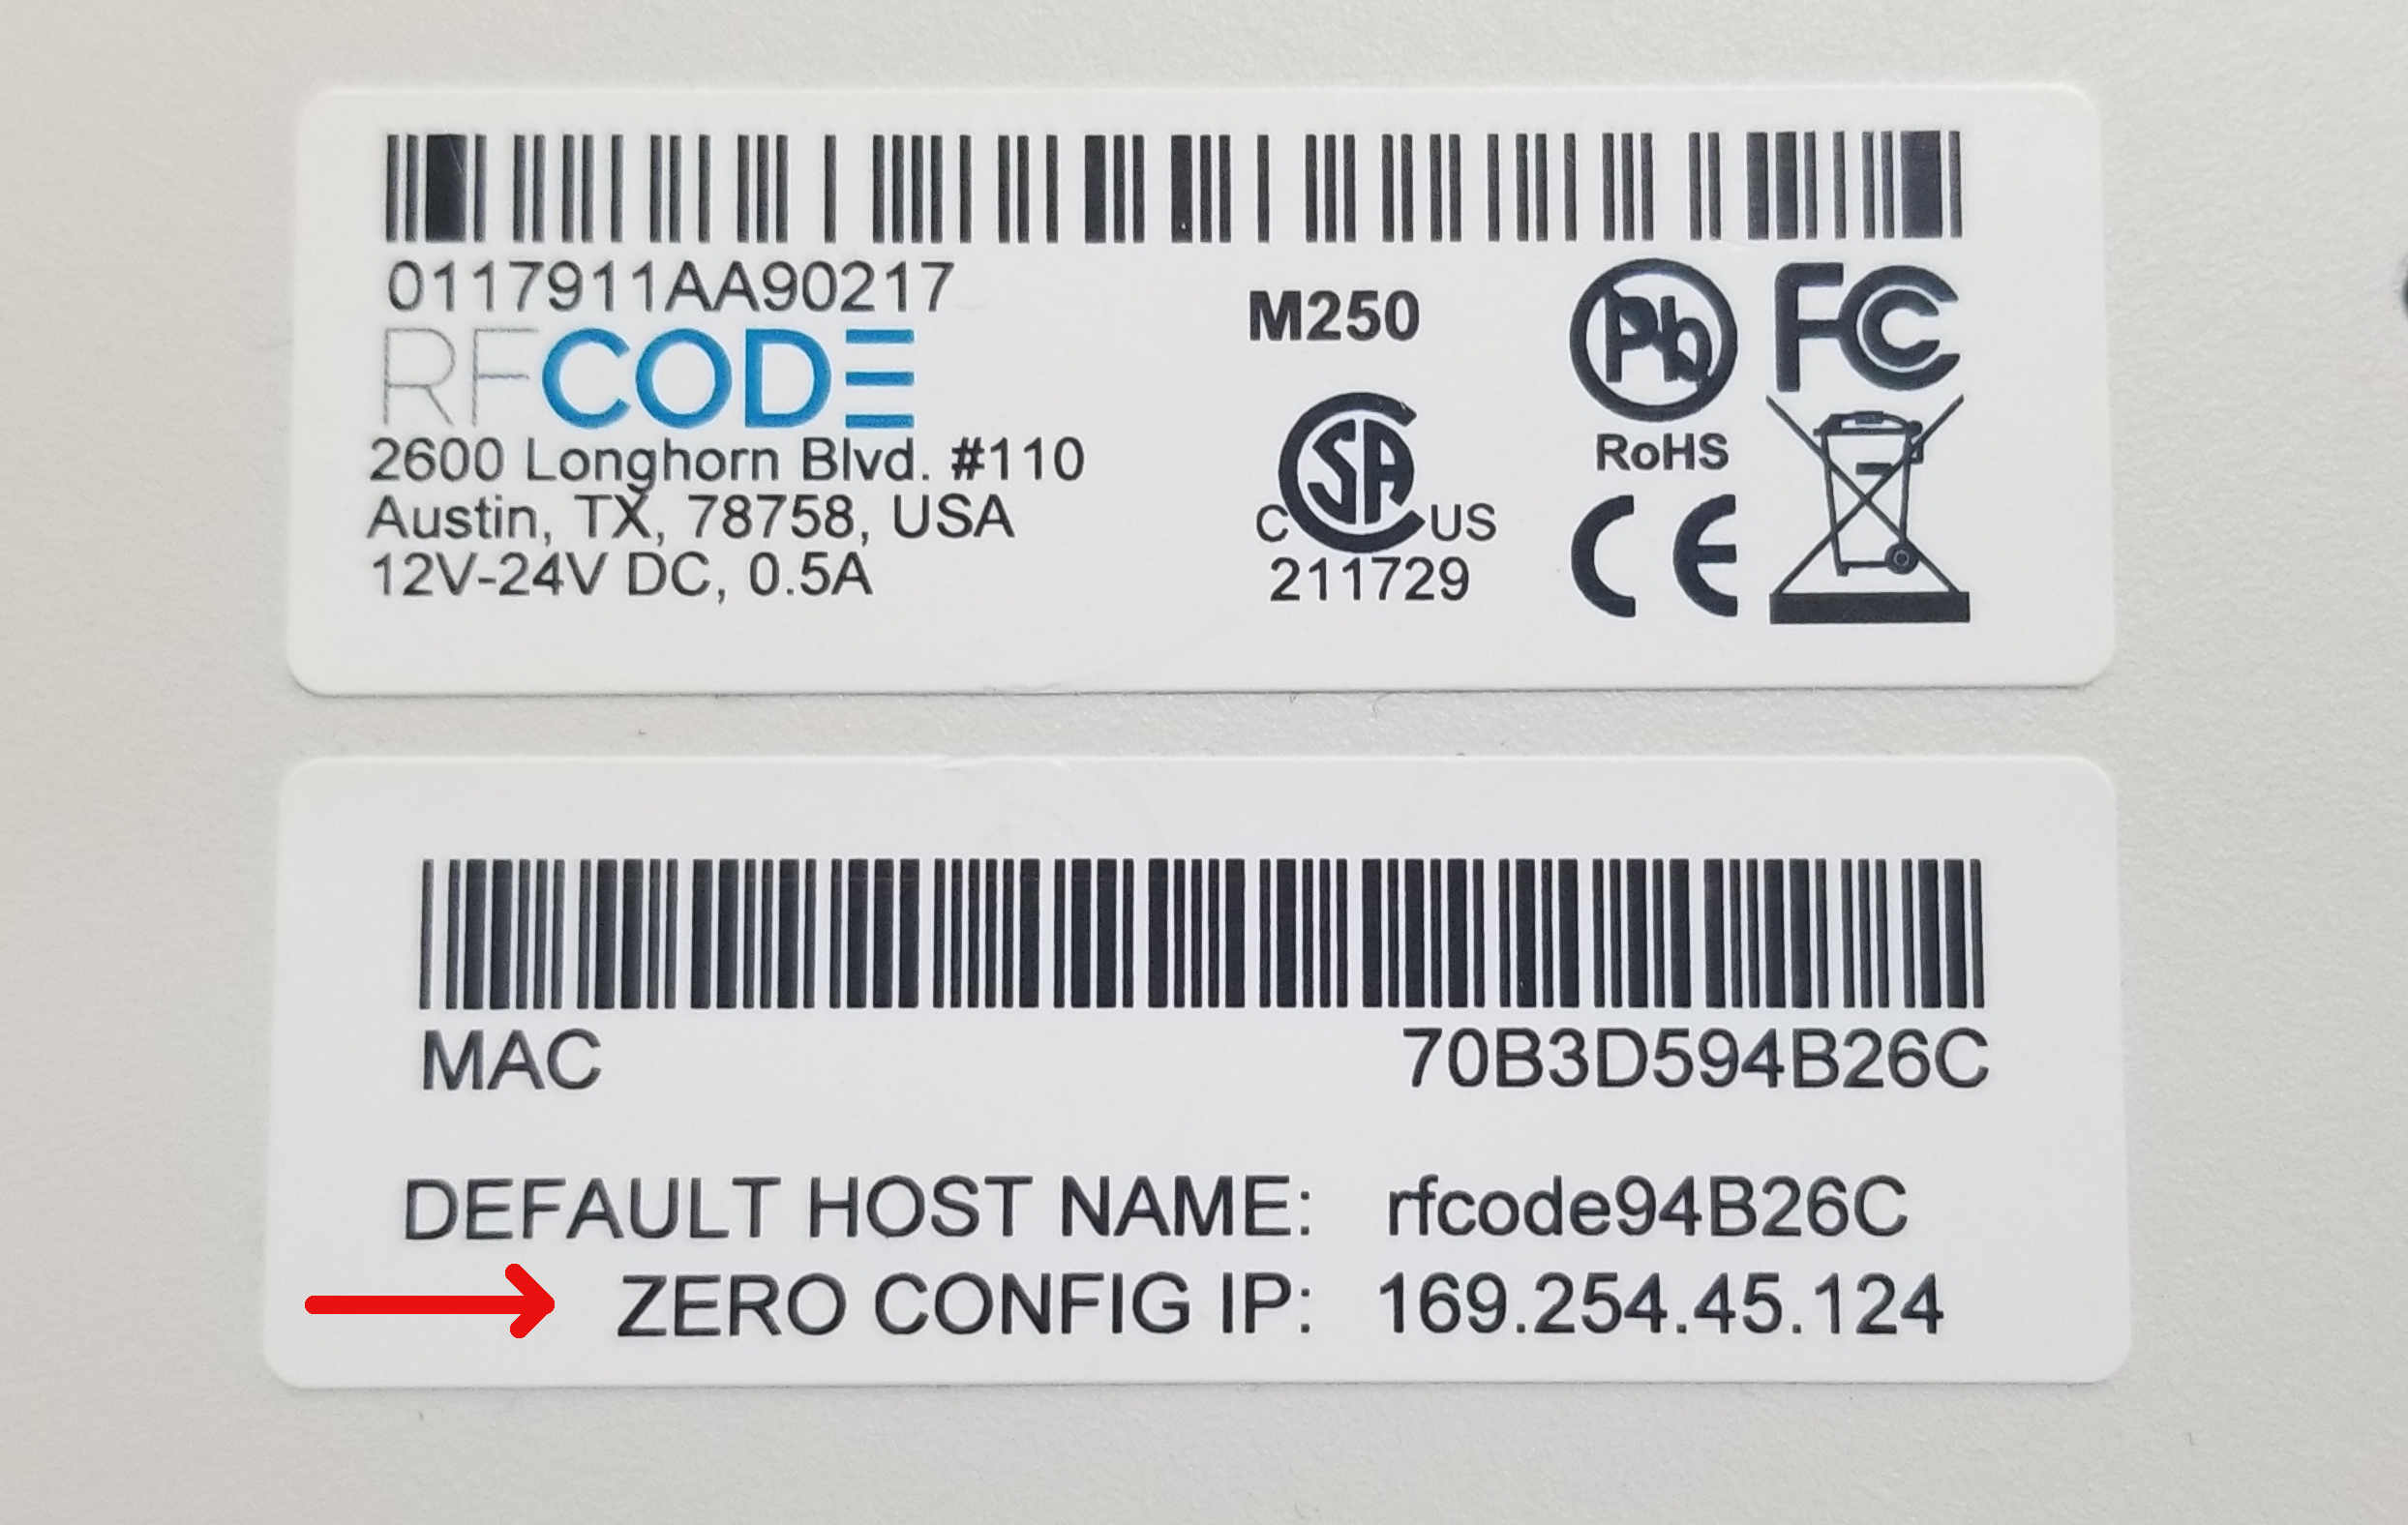 0117911AA90217
RFCODE
2600 Longhorn Blvd. #110
Austin, TX, 78758, USA
12V-24V DC, 0.5A
M250
C SA US
211729
Pb
RoHS
FC
CE
MAC 70B3D594B26C
DEFAULT HOST NAME: rfcode94B26C
ZERO CONFIG IP: 169.254.45.124